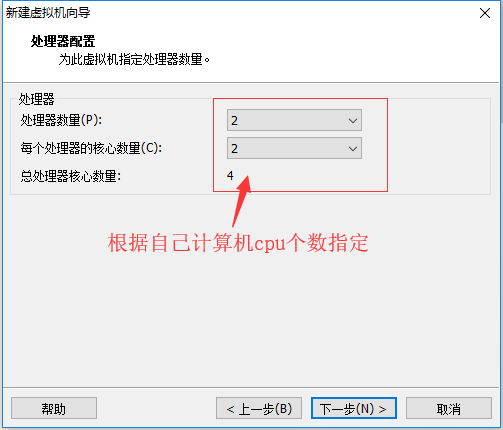 新建虚拟机向导
处理器配置
为此虚拟机指定处理器数量。
处理器
处理器数量(P): 2
每个处理器的核心数量(C): 2
总处理器核心数量: 4
根据自己计算机cpu个数指定
帮助 < 上一步(B) 下一步(N) > 取消